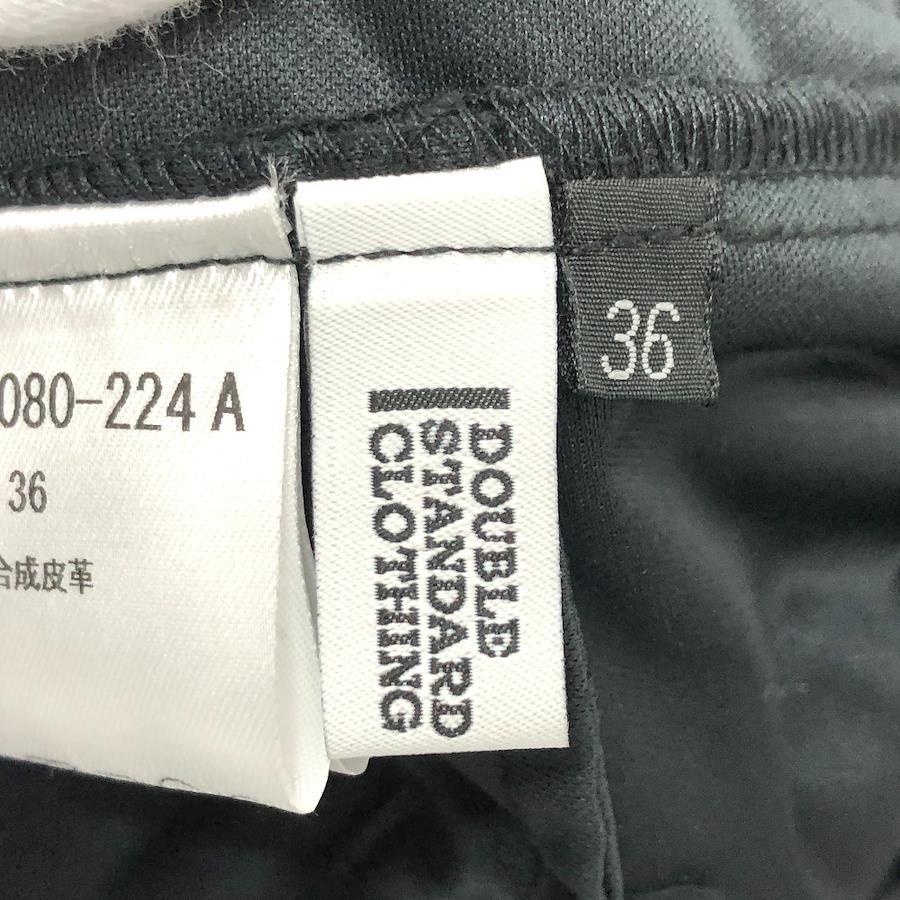 080-224 A
36
合成皮革
DOUBLE
STANDARD
CLOTHING
36